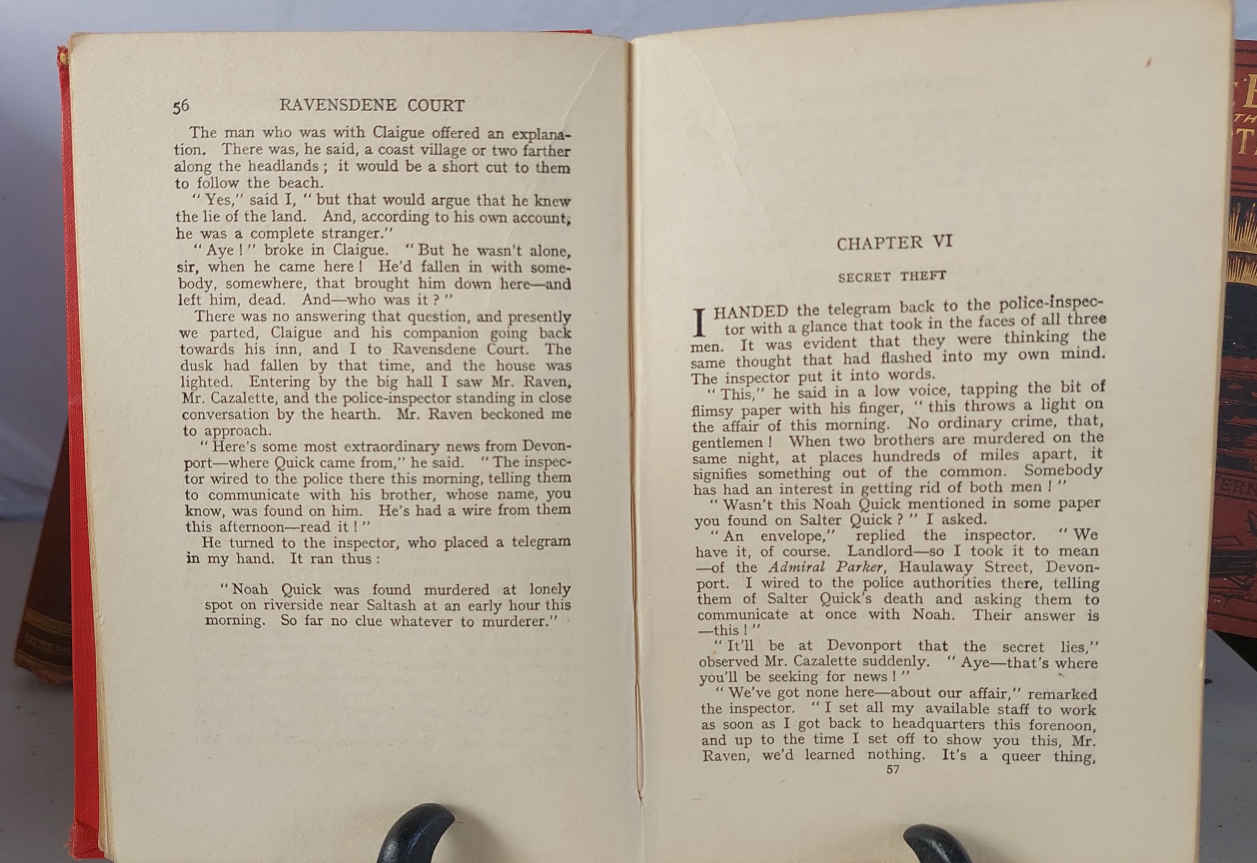 56 RAVENSDENE COURT
The man who was with Claigue offered an explana-
tion. There was, he said, a coast village or two farther
along the headlands; it would be a short cut to them
to follow the beach.
"Yes," said I, "but that would argue that he knew
the lie of the land. And, according to his own account,
he was a complete stranger."
"Aye!" broke in Claigue. "But he wasn't alone,
sir, when he came here! He'd fallen in with some-
body, somewhere, that brought him down here—and
left him, dead. And—who was it?"
There was no answering that question, and presently
we parted, Claigue and his companion going back
towards his inn, and I to Ravensdene Court. The
dusk had fallen by that time, and the house was
lighted. Entering by the big hall I saw Mr. Raven,
Mr. Cazalette, and the police-inspector standing in close
conversation by the hearth. Mr. Raven beckoned me
to approach.
"Here's some most extraordinary news from Devon-
port—where Quick came from," he said. "The inspec-
tor wired to the police there this morning, telling them
to communicate with his brother, whose name, you
know, was found on him. He's had a wire from them
this afternoon—read it!"
He turned to the inspector, who placed a telegram
in my hand. It ran thus:
"Noah Quick was found murdered at lonely
spot on riverside near Saltash at an early hour this
morning. So far no clue whatever to murderer."
CHAPTER VI
SECRET THEFT
I HANDED the telegram back to the police-inspec-
tor with a glance that took in the faces of all three
men. It was evident that they were thinking the
same thought that had flashed into my own mind.
The inspector put it into words.
"This," he said in a low voice, tapping the bit of
flimsy paper with his finger, "this throws a light on
the affair of this morning. No ordinary crime, that,
gentlemen! When two brothers are murdered on the
same night, at places hundreds of miles apart, it
signifies something out of the common. Somebody
has had an interest in getting rid of both men!"
"Wasn't this Noah Quick mentioned in some paper
you found on Salter Quick?" I asked.
"An envelope," replied the inspector. "We
have it, of course. Landlord—so I took it to mean
—of the Admiral Parker, Haulaway Street, Devon-
port. I wired to the police authorities there, telling
them of Salter Quick's death and asking them to
communicate at once with Noah. Their answer is
—this!"
"It'll be at Devonport that the secret lies,"
observed Mr. Cazalette suddenly. "Aye—that's where
you'll be seeking for news!"
"We've got none here—about our affair," remarked
the inspector. "I set all my available staff to work
as soon as I got back to headquarters this forenoon,
and up to the time I set off to show you this, Mr.
Raven, we'd learned nothing. It's a queer thing,
57